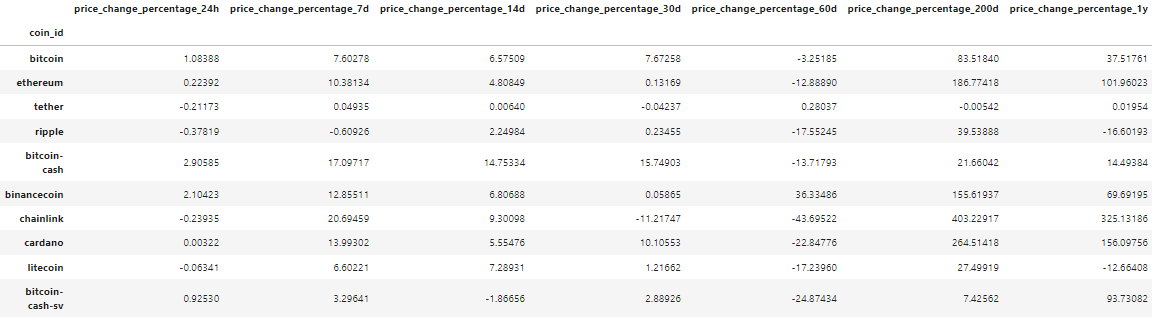 price_change_percentage_24h price_change_percentage_7d price_change_percentage_14d price_change_percentage_30d price_change_percentage_60d price_change_percentage_200d price_change_percentage_1y
coin_id
bitcoin 1.08388 7.60278 6.57509 7.67258 -3.25185 83.51840 37.51761
ethereum 0.22392 10.38134 4.80849 0.13169 -12.88890 186.77418 101.96023
tether -0.21173 0.04935 0.00640 -0.04237 0.28037 -0.00542 0.01954
ripple -0.37819 -0.60926 2.24984 0.23455 -17.55245 39.53888 -16.60193
bitcoin-
cash 2.90585 17.09717 14.75334 15.74903 -13.71793 21.66042 14.49384
binancecoin 2.10423 12.85511 6.80688 0.05865 36.33486 155.61937 69.69195
chainlink -0.23935 20.69459 9.30098 -11.21747 -43.69522 403.22917 325.13186
cardano 0.00322 13.99302 5.55476 10.10553 -22.84776 264.51418 156.09756
litecoin -0.06341 6.60221 7.28931 1.21662 -17.23960 27.49919 -12.66408
bitcoin-
cash-sv 0.92530 3.29641 -1.86656 2.88926 -24.87434 7.42562 93.73082